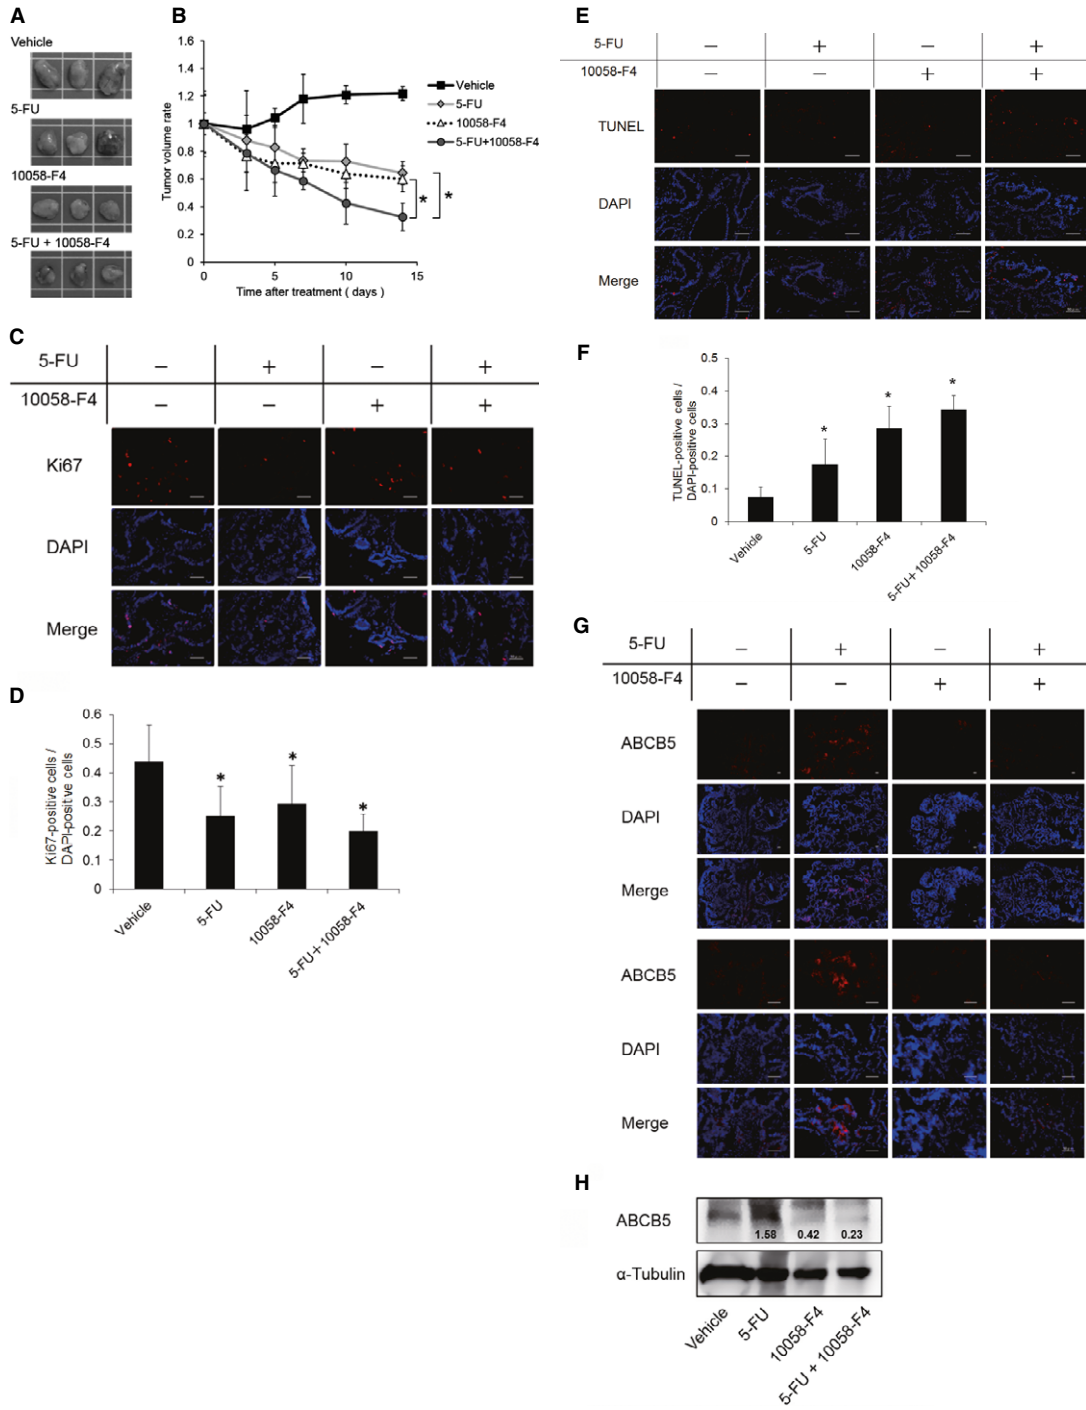 A
Vehicle
5-FU
10058-F4
5-FU + 10058-F4
B
Tumor volume rate
1.6
1.4
1.2
1.0
0.8
0.6
0.4
0.2
0
0 5 10 15
Time after treatment ( days )
Vehicle
5-FU
10058-F4
5-FU+10058-F4
*
*
C
5-FU − + − +
10058-F4 − − + +
Ki67
DAPI
Merge
D
Ki67-positive cells /
DAPI-positive cells
0.6
0.5
0.4
0.3
0.2
0.1
0
* * *
Vehicle
5-FU
10058-F4
5-FU+10058-F4
E
5-FU − + − +
10058-F4 − − + +
TUNEL
DAPI
Merge
F
TUNEL-positive cells /
DAPI-positive cells
0.5
0.4
0.3
0.2
0.1
0
* * *
Vehicle
5-FU
10058-F4
5-FU+10058-F4
G
5-FU − + − +
10058-F4 − − + +
ABCB5
DAPI
Merge
ABCB5
DAPI
Merge
H
ABCB5
1.58 0.42 0.23
α-Tubulin
Vehicle
5-FU
10058-F4
5-FU + 10058-F4